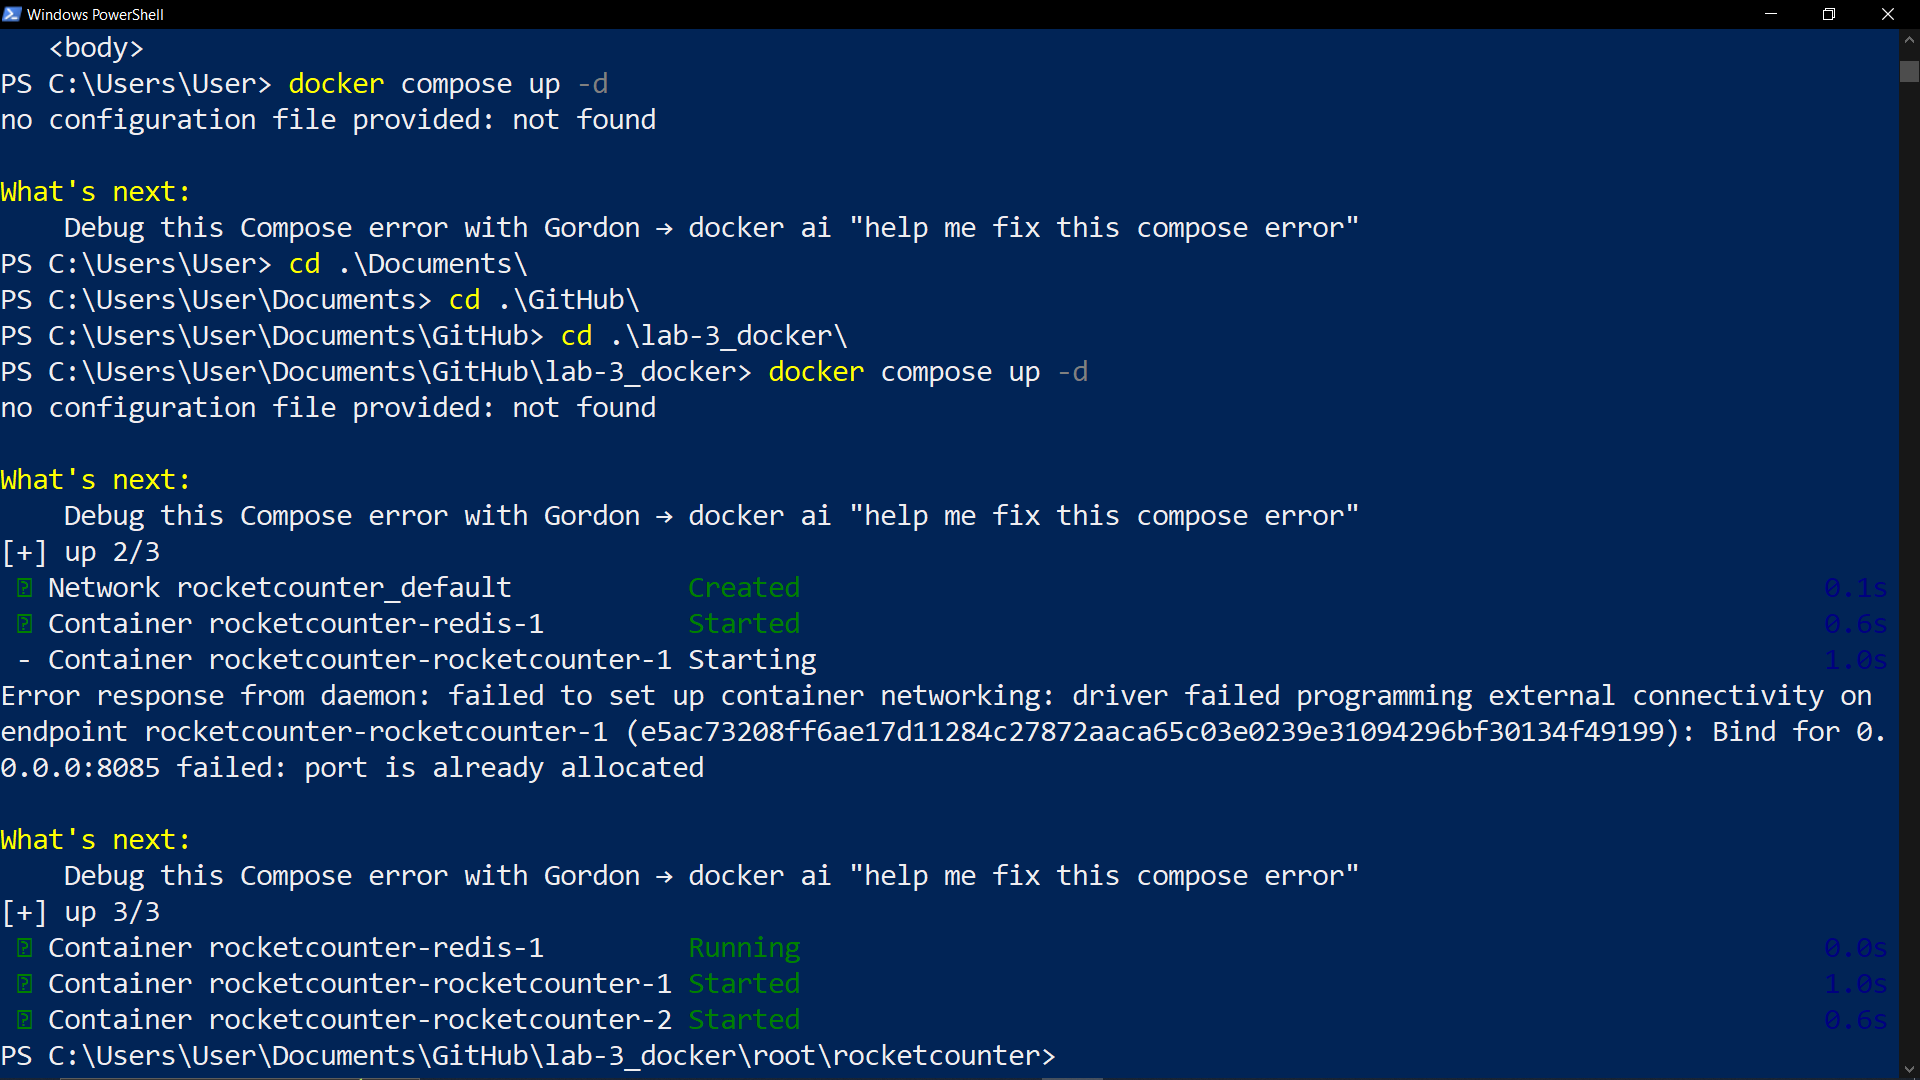 Windows PowerShell
<body>
PS C:\Users\User> docker compose up -d
no configuration file provided: not found
What's next:
Debug this Compose error with Gordon → docker ai "help me fix this compose error"
PS C:\Users\User> cd .\Documents\
PS C:\Users\User\Documents> cd .\GitHub\
PS C:\Users\User\Documents\GitHub> cd .\lab-3_docker\
PS C:\Users\User\Documents\GitHub\lab-3_docker> docker compose up -d
no configuration file provided: not found
What's next:
Debug this Compose error with Gordon → docker ai "help me fix this compose error"
[+] up 2/3
Network rocketcounter_default Created 0.1s
Container rocketcounter-redis-1 Started 0.6s
- Container rocketcounter-rocketcounter-1 Starting 1.0s
Error response from daemon: failed to set up container networking: driver failed programming external connectivity on
endpoint rocketcounter-rocketcounter-1 (e5ac73208ff6ae17d11284c27872aaca65c03e0239e31094296bf30134f49199): Bind for 0.
0.0.0:8085 failed: port is already allocated
What's next:
Debug this Compose error with Gordon → docker ai "help me fix this compose error"
[+] up 3/3
Container rocketcounter-redis-1 Running 0.0s
Container rocketcounter-rocketcounter-1 Started 1.0s
Container rocketcounter-rocketcounter-2 Started 0.6s
PS C:\Users\User\Documents\GitHub\lab-3_docker\root\rocketcounter>